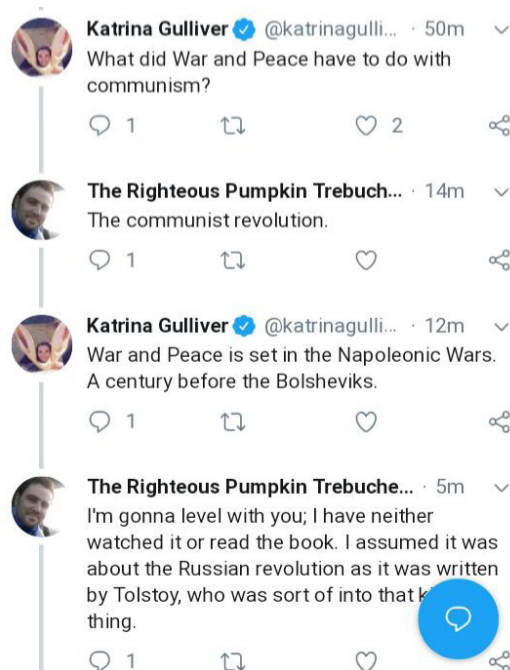 Katrina Gulliver @katrinagulli... · 50m
What did War and Peace have to do with
communism?
1 2
The Righteous Pumpkin Trebuch... · 14m
The communist revolution.
1
Katrina Gulliver @katrinagulli... · 12m
War and Peace is set in the Napoleonic Wars.
A century before the Bolsheviks.
1
The Righteous Pumpkin Trebuche... · 5m
I'm gonna level with you; I have neither
watched it or read the book. I assumed it was
about the Russian revolution as it was written
by Tolstoy, who was sort of into that
thing.
1